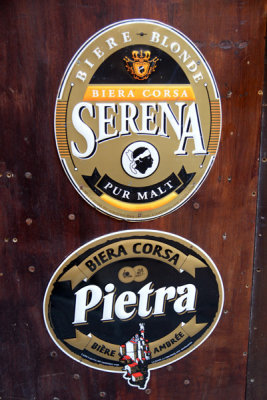 BIERE BLONDE
BIERA CORSA
SERENA
PUR MALT
BIERA CORSA
Pietra
BIÈRE AMBRÉE